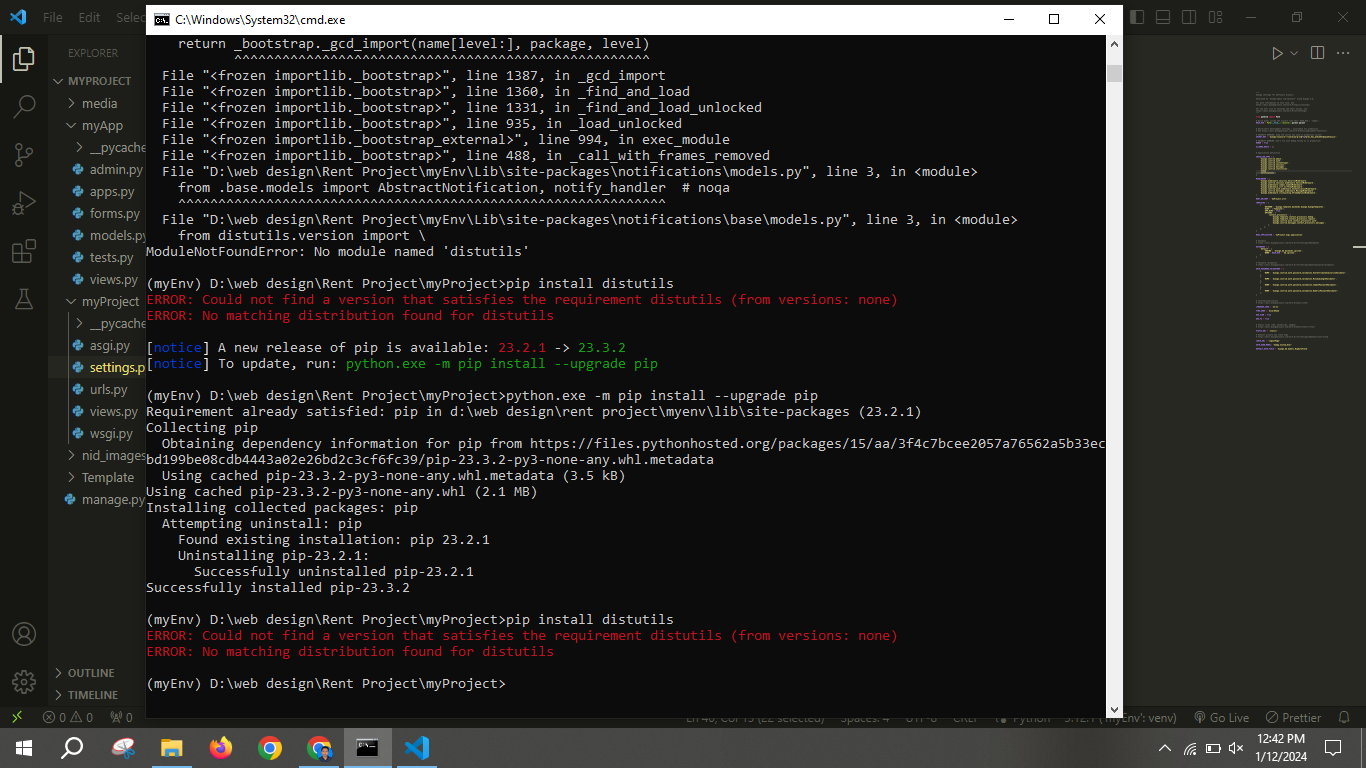 File Edit Selec
C:\Windows\System32\cmd.exe
EXPLORER
MYPROJECT
media
myApp
__pycache
admin.py
apps.py
forms.py
models.py
tests.py
views.py
myProject
__pycache
asgi.py
settings.p
urls.py
views.py
wsgi.py
nid_images
Template
manage.py
OUTLINE
TIMELINE
return _bootstrap._gcd_import(name[level:], package, level)
^^^^^^^^^^^^^^^^^^^^^^^^^^^^^^^^^^^^^^^^^^^^^^^^^^^^
File "<frozen importlib._bootstrap>", line 1387, in _gcd_import
File "<frozen importlib._bootstrap>", line 1360, in _find_and_load
File "<frozen importlib._bootstrap>", line 1331, in _find_and_load_unlocked
File "<frozen importlib._bootstrap>", line 935, in _load_unlocked
File "<frozen importlib._bootstrap_external>", line 994, in exec_module
File "<frozen importlib._bootstrap>", line 488, in _call_with_frames_removed
File "D:\web design\Rent Project\myEnv\Lib\site-packages\notifications\models.py", line 3, in <module>
from .base.models import AbstractNotification, notify_handler  # noqa
^^^^^^^^^^^^^^^^^^^^^^^^^^^^^^^^^^^^^^^^^^^^^^^^^^^^^^^^^^^^^
File "D:\web design\Rent Project\myEnv\Lib\site-packages\notifications\base\models.py", line 3, in <module>
from distutils.version import \
ModuleNotFoundError: No module named 'distutils'
(myEnv) D:\web design\Rent Project\myProject>pip install distutils
ERROR: Could not find a version that satisfies the requirement distutils (from versions: none)
ERROR: No matching distribution found for distutils
[notice] A new release of pip is available: 23.2.1 -> 23.3.2
[notice] To update, run: python.exe -m pip install --upgrade pip
(myEnv) D:\web design\Rent Project\myProject>python.exe -m pip install --upgrade pip
Requirement already satisfied: pip in d:\web design\rent project\myenv\lib\site-packages (23.2.1)
Collecting pip
Obtaining dependency information for pip from https://files.pythonhosted.org/packages/15/aa/3f4c7bcee2057a76562a5b33ec
bd199be08cdb4443a02e26bd2c3cf6fc39/pip-23.3.2-py3-none-any.whl.metadata
Using cached pip-23.3.2-py3-none-any.whl.metadata (3.5 kB)
Using cached pip-23.3.2-py3-none-any.whl (2.1 MB)
Installing collected packages: pip
Attempting uninstall: pip
Found existing installation: pip 23.2.1
Uninstalling pip-23.2.1:
Successfully uninstalled pip-23.2.1
Successfully installed pip-23.3.2
(myEnv) D:\web design\Rent Project\myProject>pip install distutils
ERROR: Could not find a version that satisfies the requirement distutils (from versions: none)
ERROR: No matching distribution found for distutils
(myEnv) D:\web design\Rent Project\myProject>
0 0 0 Ln 40, Col 15 (22 selected) Spaces: 4 UTF-8 CRLF Python 3.12.1 ('myEnv': venv) Go Live Prettier
12:42 PM
1/12/2024